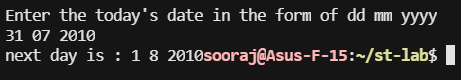 Enter the today's date in the form of dd mm yyyy
31 07 2010
next day is : 1 8 2010sooraj@Asus-F-15:~/st-lab$